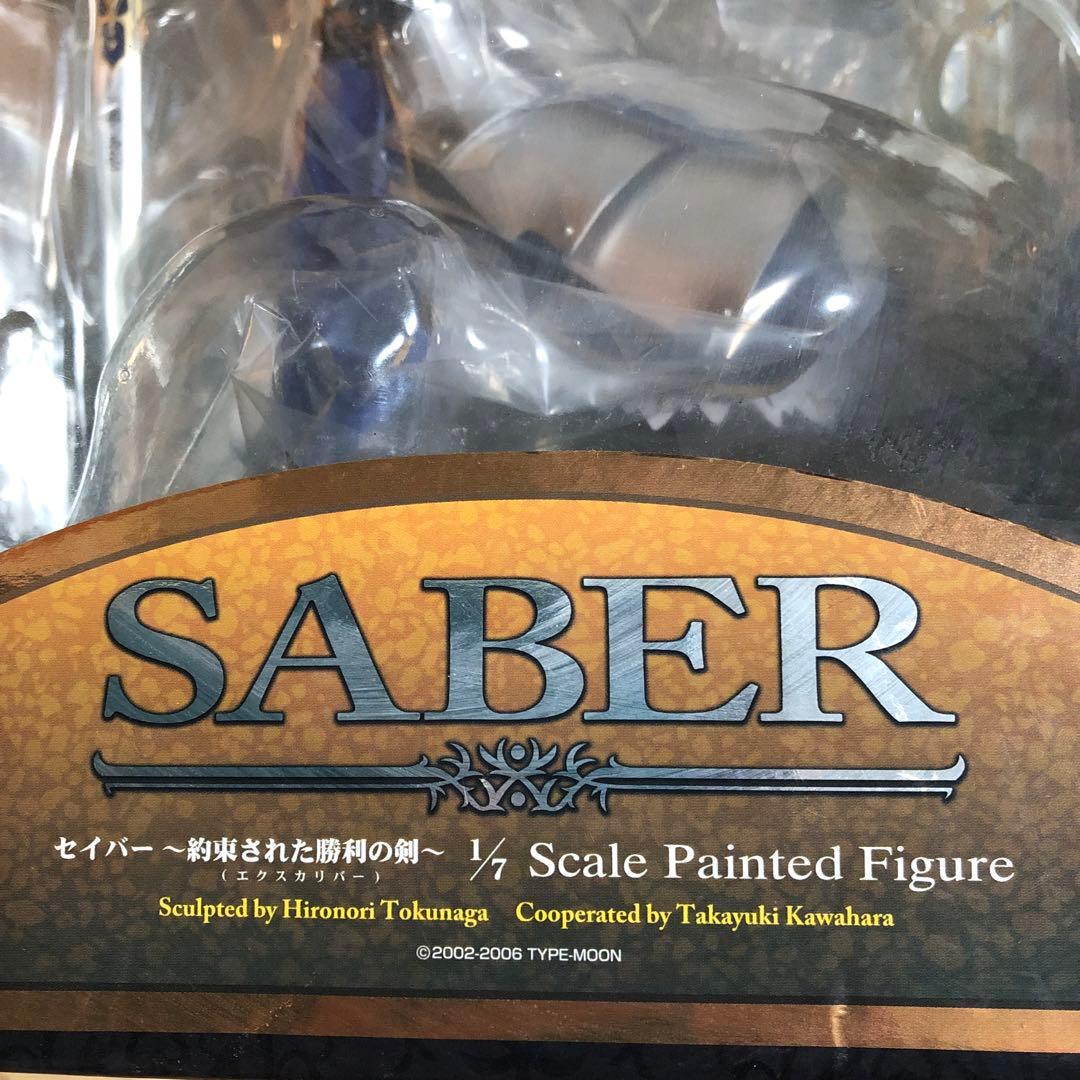 SABER
セイバー ～約束された勝利の剣～ 1/7 Scale Painted Figure
(エクスカリバー)
Sculpted by Hironori Tokunaga Cooperated by Takayuki Kawahara
©2002-2006 TYPE-MOON